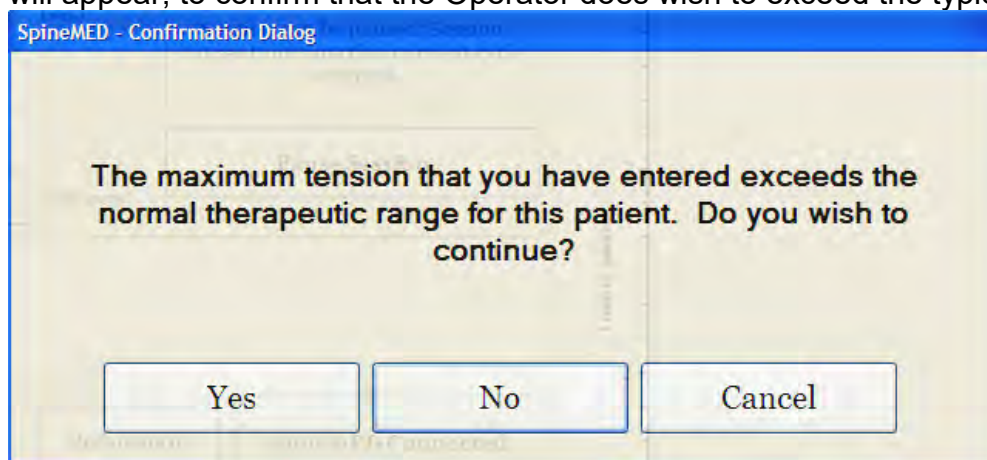 will appear, to confirm that the Operator does wish to exceed the
SpineMED - Confirmation Dialog
The maximum tension that you have entered exceeds the
normal therapeutic range for this patient.  Do you wish to
continue?
Yes No Cancel